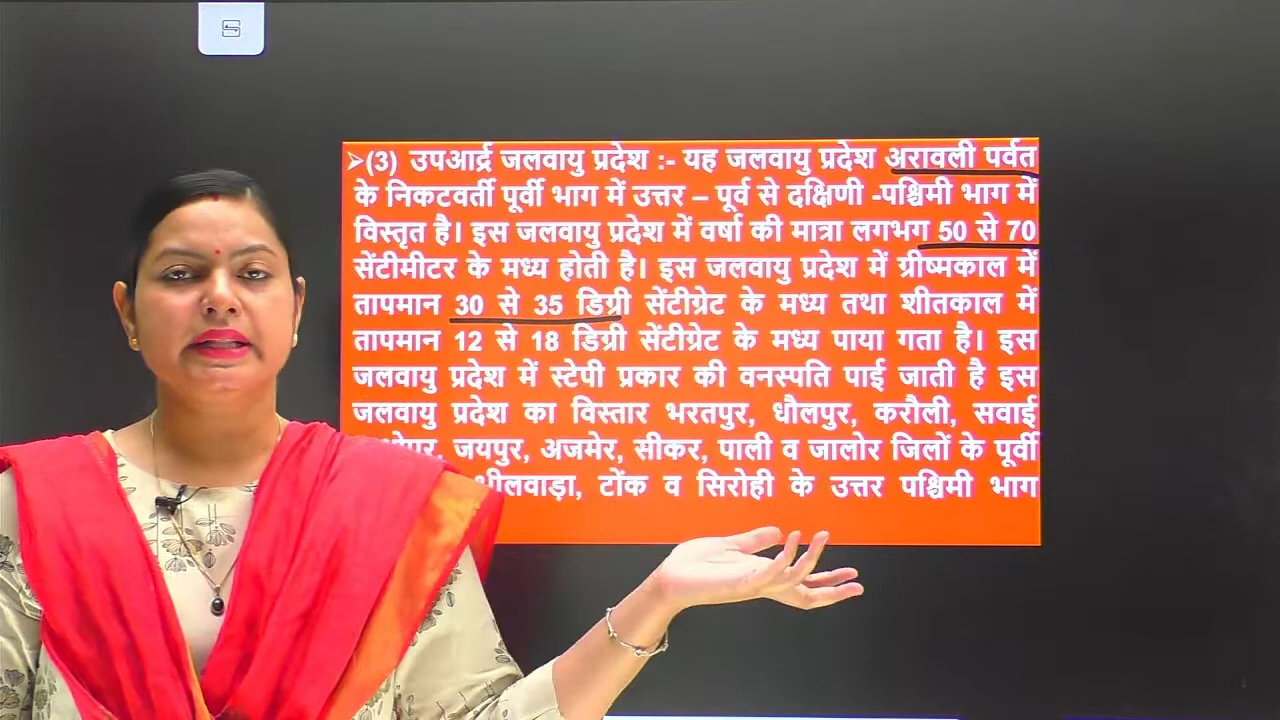 ➢(3) उपआर्द्र जलवायु प्रदेश :- यह जलवायु प्रदेश अरावली पर्वत
के निकटवर्ती पूर्वी भाग में उत्तर – पूर्व से दक्षिणी -पश्चिमी भाग में
विस्तृत है। इस जलवायु प्रदेश में वर्षा की मात्रा लगभग 50 से 70
सेंटीमीटर के मध्य होती है। इस जलवायु प्रदेश में ग्रीष्मकाल में
तापमान 30 से 35 डिग्री सेंटीग्रेट के मध्य तथा शीतकाल में
तापमान 12 से 18 डिग्री सेंटीग्रेट के मध्य पाया गता है। इस
जलवायु प्रदेश में स्टेपी प्रकार की वनस्पति पाई जाती है इस
जलवायु प्रदेश का विस्तार भरतपुर, धौलपुर, करौली, सवाई
जयपुर, अजमेर, सीकर, पाली व जालोर जिलों के पूर्वी
भीलवाड़ा, टोंक व सिरोही के उत्तर पश्चिमी भाग